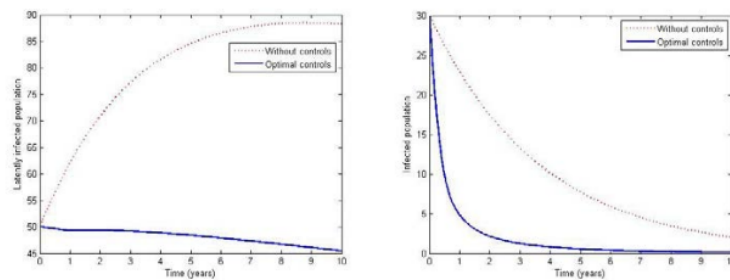 90
85
80
75
70
65
60
55
50
45
0 1 2 3 4 5 6 7 8 9 10
Time (years)
Latently infected population
Without controls
Optimal controls
30
25
20
15
10
5
0
0 1 2 3 4 5 6 7 8 9 1
Time (years)
Infected population
Without controls
Optimal controls